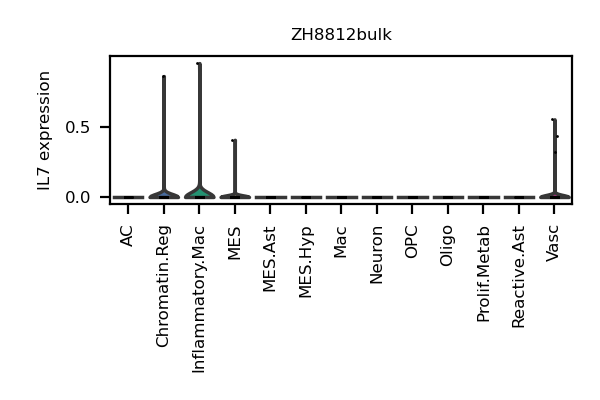 ZH8812bulk
IL7 expression
0.5
0.0
AC
Chromatin.Reg
Inflammatory.Mac
MES
MES.Ast
MES.Hyp
Mac
Neuron
OPC
Oligo
Prolif.Metab
Reactive.Ast
Vasc